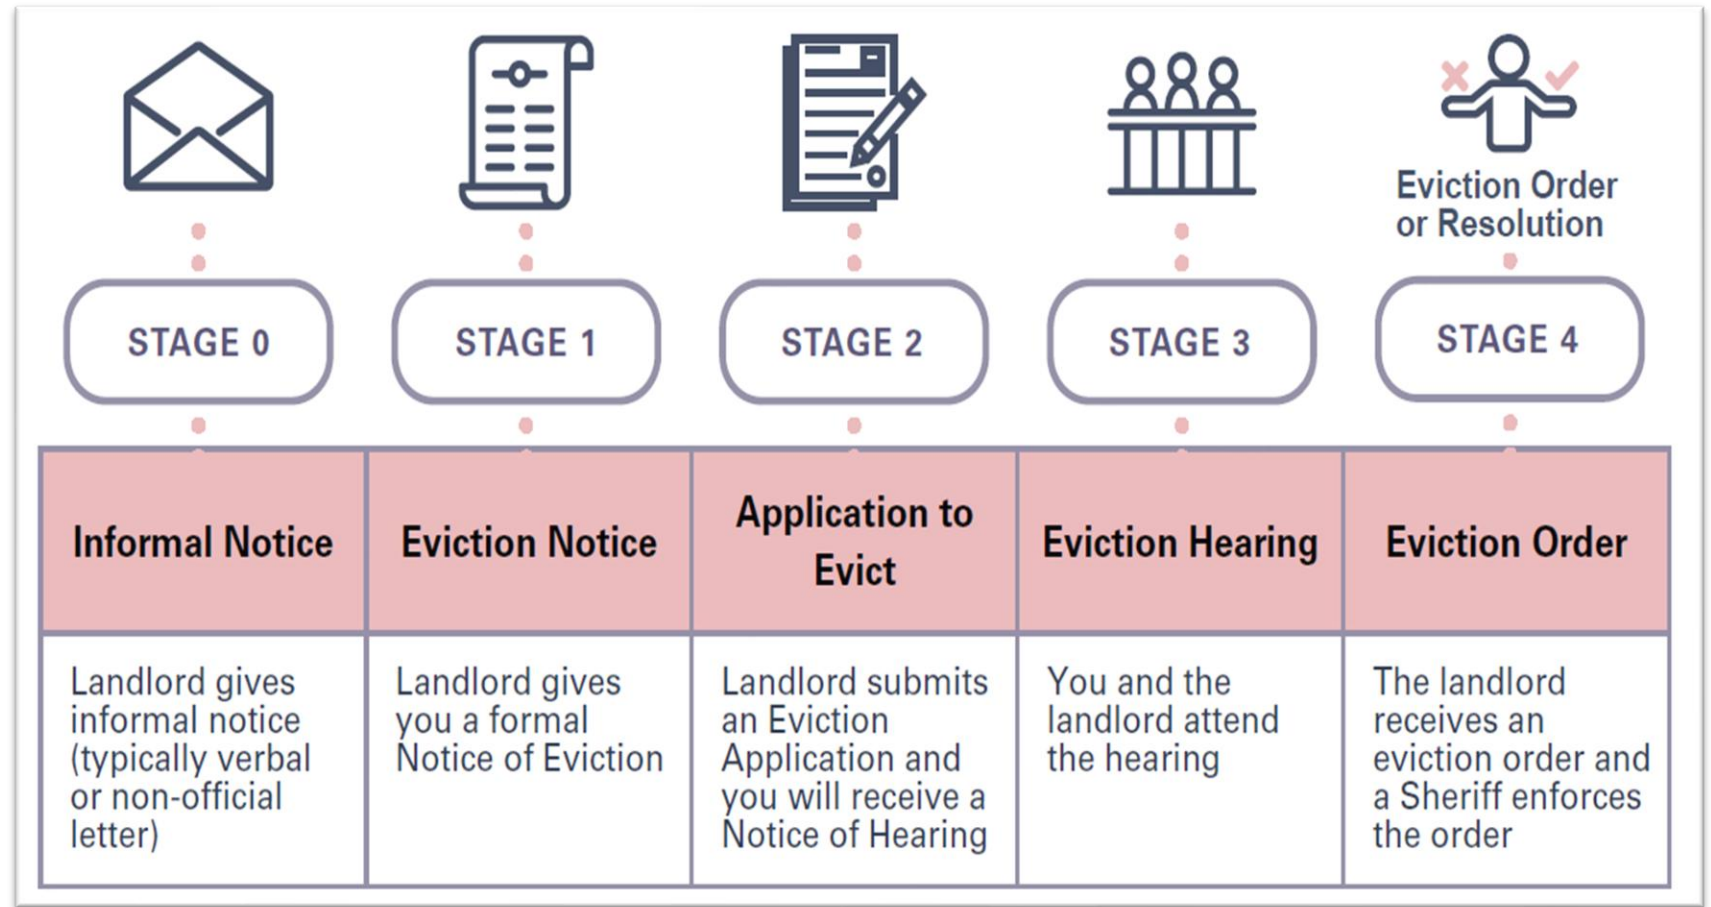 Eviction Order
or Resolution
STAGE 0
STAGE 1
STAGE 2
STAGE 3
STAGE 4
Informal Notice
Eviction Notice
Application to
Evict
Eviction Hearing
Eviction Order
Landlord gives
informal notice
(typically verbal
or non-official
letter)
Landlord gives
you a formal
Notice of Eviction
Landlord submits
an Eviction
Application and
you will receive a
Notice of Hearing
You and the
landlord attend
the hearing
The landlord
receives an
eviction order and
a Sheriff enforces
the order